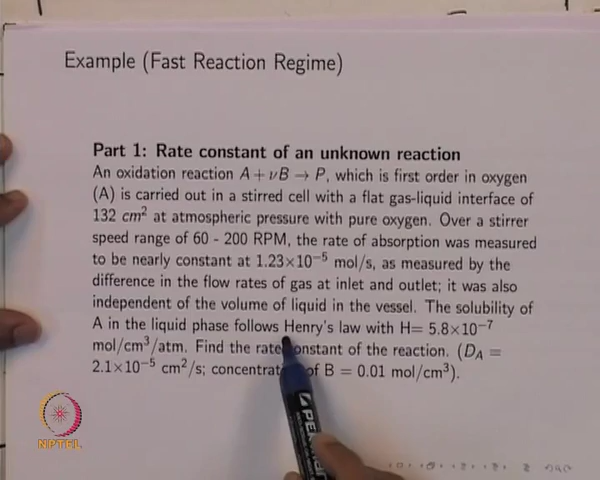 Example (Fast Reaction Regime)
Part 1: Rate constant of an unknown reaction
An oxidation reaction A + νB → P, which is first order in oxygen
(A) is carried out in a stirred cell with a flat gas-liquid interface of
132 cm² at atmospheric pressure with pure oxygen. Over a stirrer
speed range of 60 - 200 RPM, the rate of absorption was measured
to be nearly constant at 1.23×10⁻⁵ mol/s, as measured by the
difference in the flow rates of gas at inlet and outlet; it was also
independent of the volume of liquid in the vessel. The solubility of
A in the liquid phase follows Henry's law with H= 5.8×10⁻⁷
mol/cm³/atm. Find the rate constant of the reaction. (D_A =
2.1×10⁻⁵ cm²/s; of B = 0.01 mol/cm³).
NPTEL